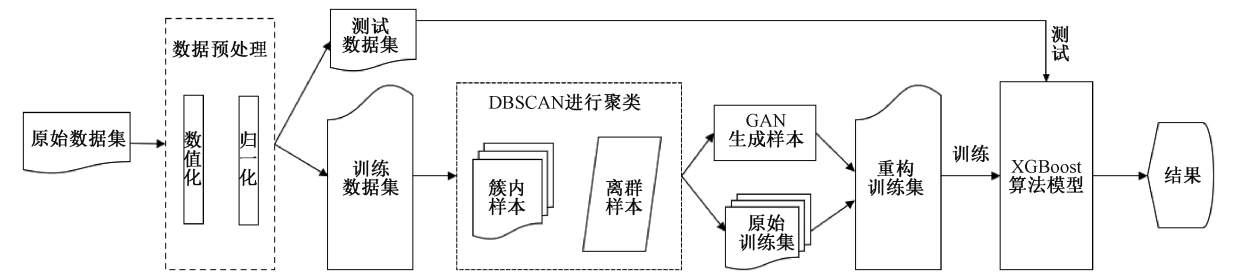 原始数据集
数据预处理
数值化
归一化
测试
数据集
训练
数据集
DBSCAN进行聚类
簇内
样本
离群
样本
GAN
生成样本
原始
训练集
重构
训练集
训练
测试
XGBoost
算法模型
结果